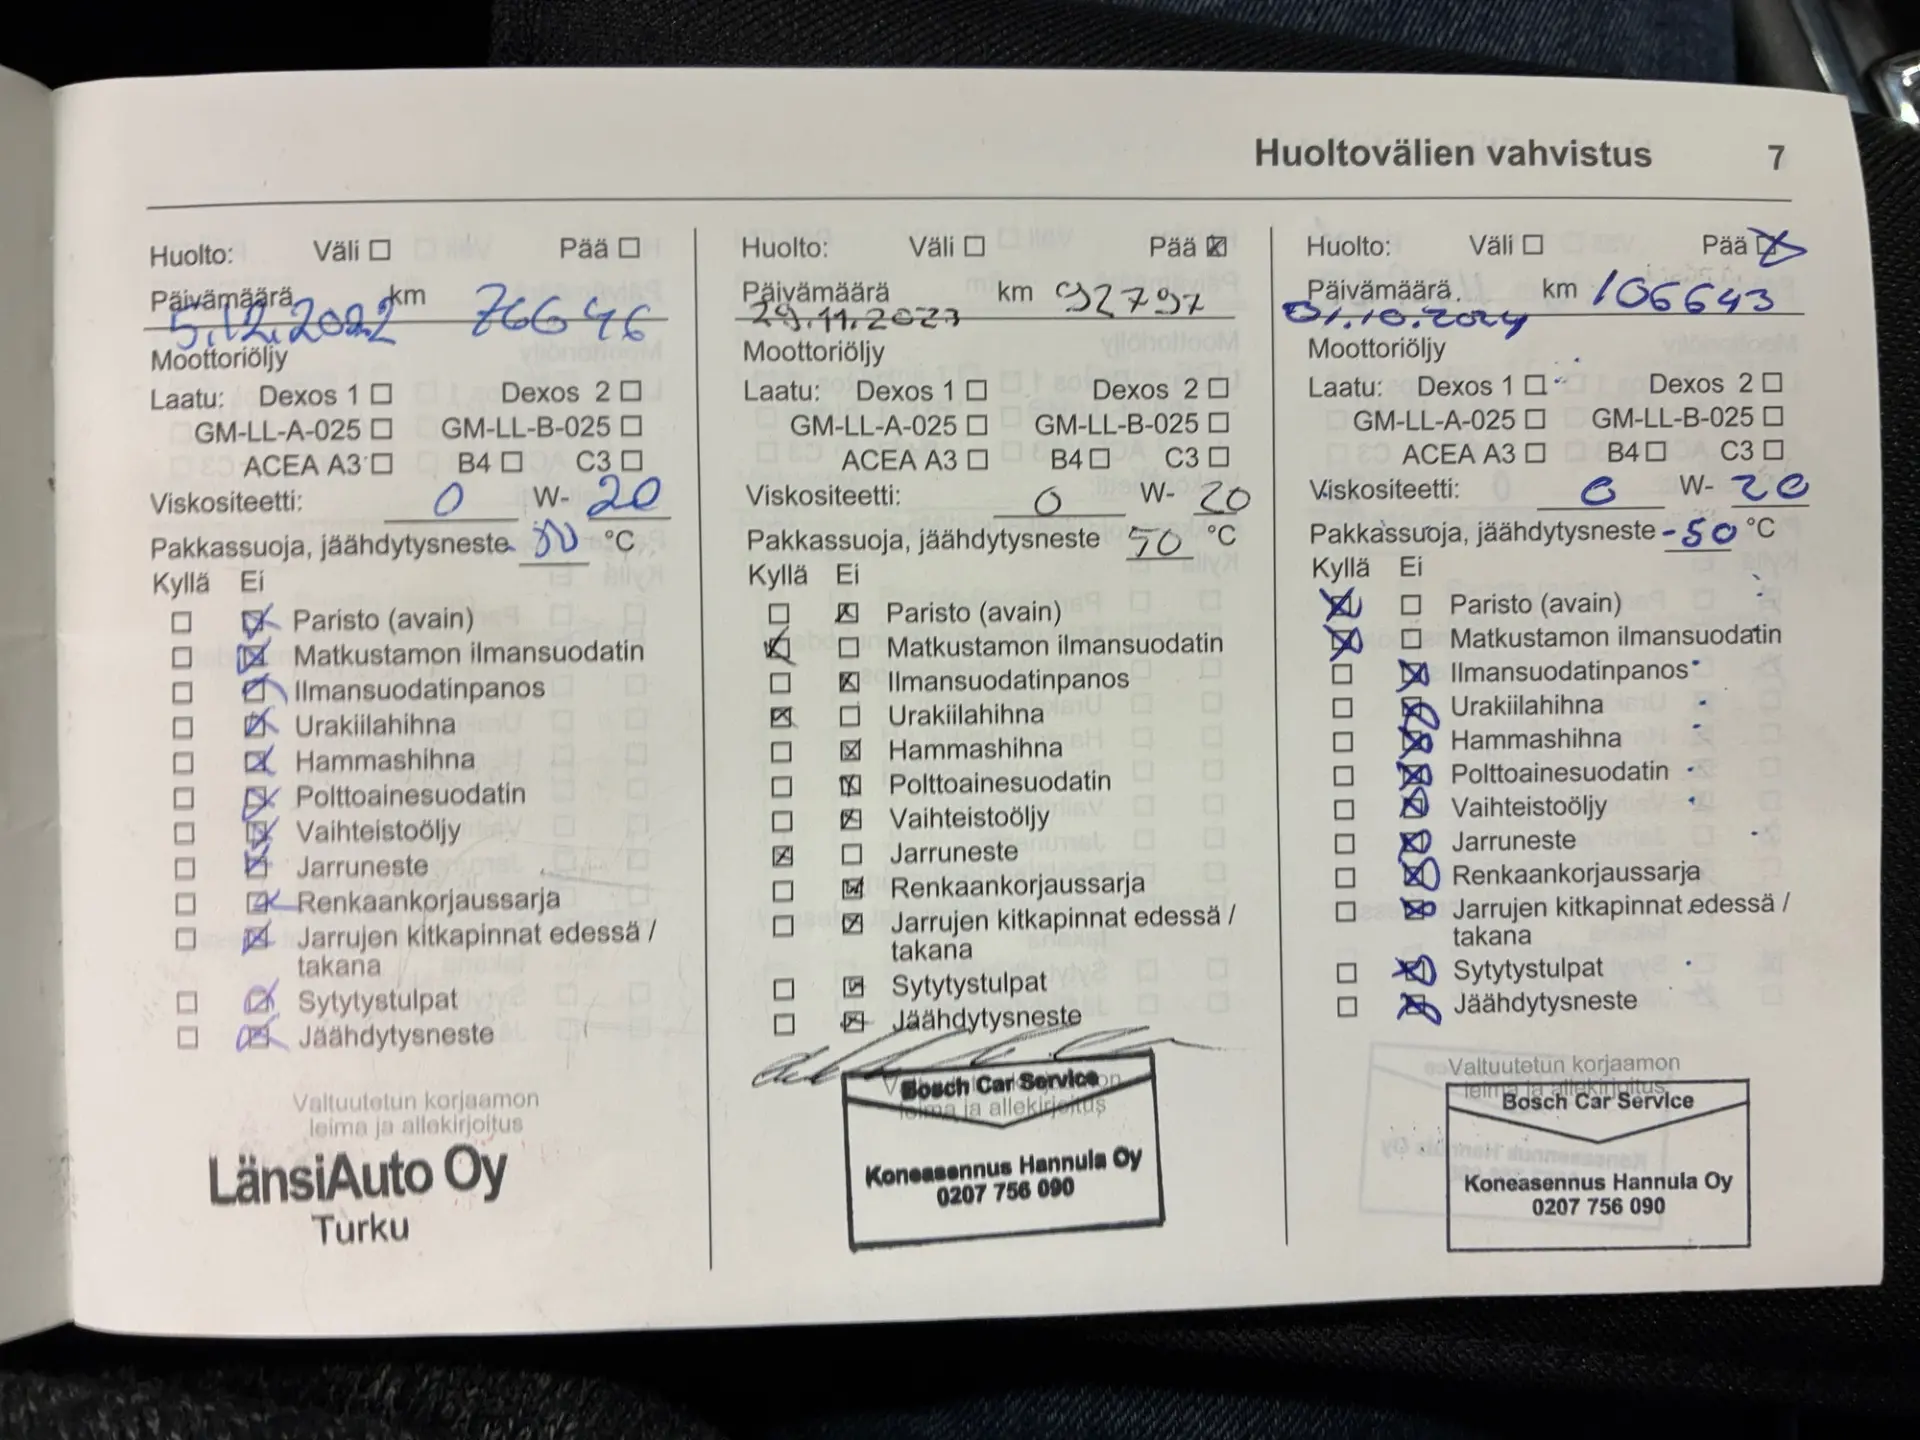 Huoltovälien vahvistus 7
Huolto: Väli ☐ Pää ☐
Päivämäärä km
5.12.2022 76646
Moottoriöljy
Laatu: Dexos 1 ☐ Dexos 2 ☐
GM-LL-A-025 ☐ GM-LL-B-025 ☐
ACEA A3 ☐ B4 ☐ C3 ☐
Viskositeetti: 0 W- 20
Pakkassuoja, jäähdytysneste °C
Kyllä Ei
☐ ☒ Paristo (avain)
☐ ☒ Matkustamon ilmansuodatin
☐ ☒ Ilmansuodatinpanos
☐ ☒ Urakiilahihna
☐ ☒ Hammashihna
☐ ☒ Polttoainesuodatin
☐ ☒ Vaihteistoöljy
☐ ☒ Jarruneste
☐ ☒ Renkaankorjaussarja
☐ ☒ Jarrujen kitkapinnat edessä /
takana
☐ ☒ Sytytystulpat
☐ ☒ Jäähdytysneste
Valtuutetun korjaamon
leima ja allekirjoitus
LänsiAuto Oy
Turku
Huolto: Väli ☐ Pää ☒
Päivämäärä km 92797
29.11.2023
Moottoriöljy
Laatu: Dexos 1 ☐ Dexos 2 ☐
GM-LL-A-025 ☐ GM-LL-B-025 ☐
ACEA A3 ☐ B4 ☐ C3 ☐
Viskositeetti: 0 W- 20
Pakkassuoja, jäähdytysneste 50 °C
Kyllä Ei
☐ ☒ Paristo (avain)
☒ ☐ Matkustamon ilmansuodatin
☐ ☒ Ilmansuodatinpanos
☒ ☐ Urakiilahihna
☐ ☒ Hammashihna
☐ ☒ Polttoainesuodatin
☐ ☒ Vaihteistoöljy
☒ ☐ Jarruneste
☐ ☒ Renkaankorjaussarja
☐ ☒ Jarrujen kitkapinnat edessä /
takana
☐ ☒ Sytytystulpat
☐ ☒ Jäähdytysneste
Bosch Car Service
leima ja allekirjoitus
Koneasennus Hannula Oy
0207 756 090
Huolto: Väli ☐ Pää ☒
Päivämäärä km 106643
01.10.2024
Moottoriöljy
Laatu: Dexos 1 ☐ Dexos 2 ☐
GM-LL-A-025 ☐ GM-LL-B-025 ☐
ACEA A3 ☐ B4 ☐ C3 ☐
Viskositeetti: 0 W- 20
Pakkassuoja, jäähdytysneste -50 °C
Kyllä Ei
☒ ☐ Paristo (avain)
☒ ☐ Matkustamon ilmansuodatin
☐ ☒ Ilmansuodatinpanos
☐ ☒ Urakiilahihna
☐ ☒ Hammashihna
☐ ☒ Polttoainesuodatin
☐ ☒ Vaihteistoöljy
☐ ☒ Jarruneste
☐ ☒ Renkaankorjaussarja
☐ ☒ Jarrujen kitkapinnat edessä /
takana
☐ ☒ Sytytystulpat
☐ ☒ Jäähdytysneste
Valtuutetun korjaamon
leima ja allekirjoitus
Bosch Car Service
Koneasennus Hannula Oy
0207 756 090